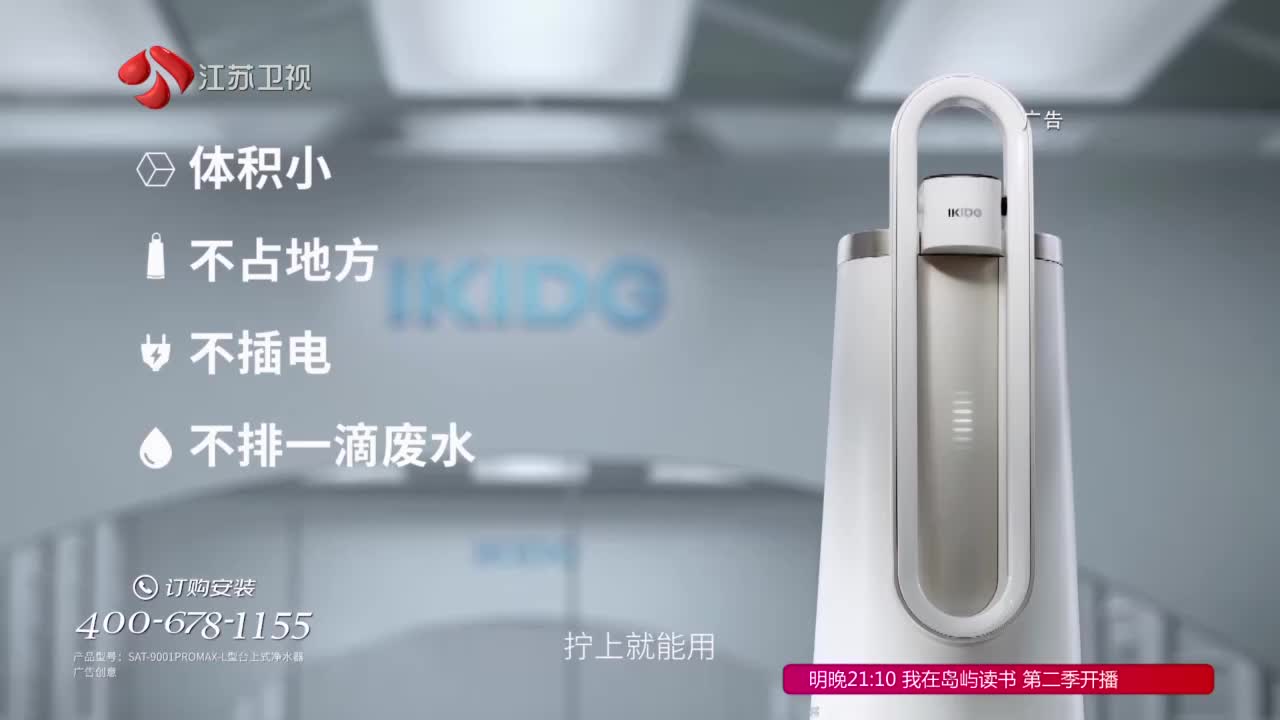 江苏卫视
广告
体积小
IKIDG
不占地方
IKIDG
不插电
不排一滴废水
IKIDG
订购安装
400-678-1155
拧上就能用
产品型号：SAT-9001PROMAX-L型台上式净水器
广告创意
明晚21:10 我在岛屿读书 第二季开播